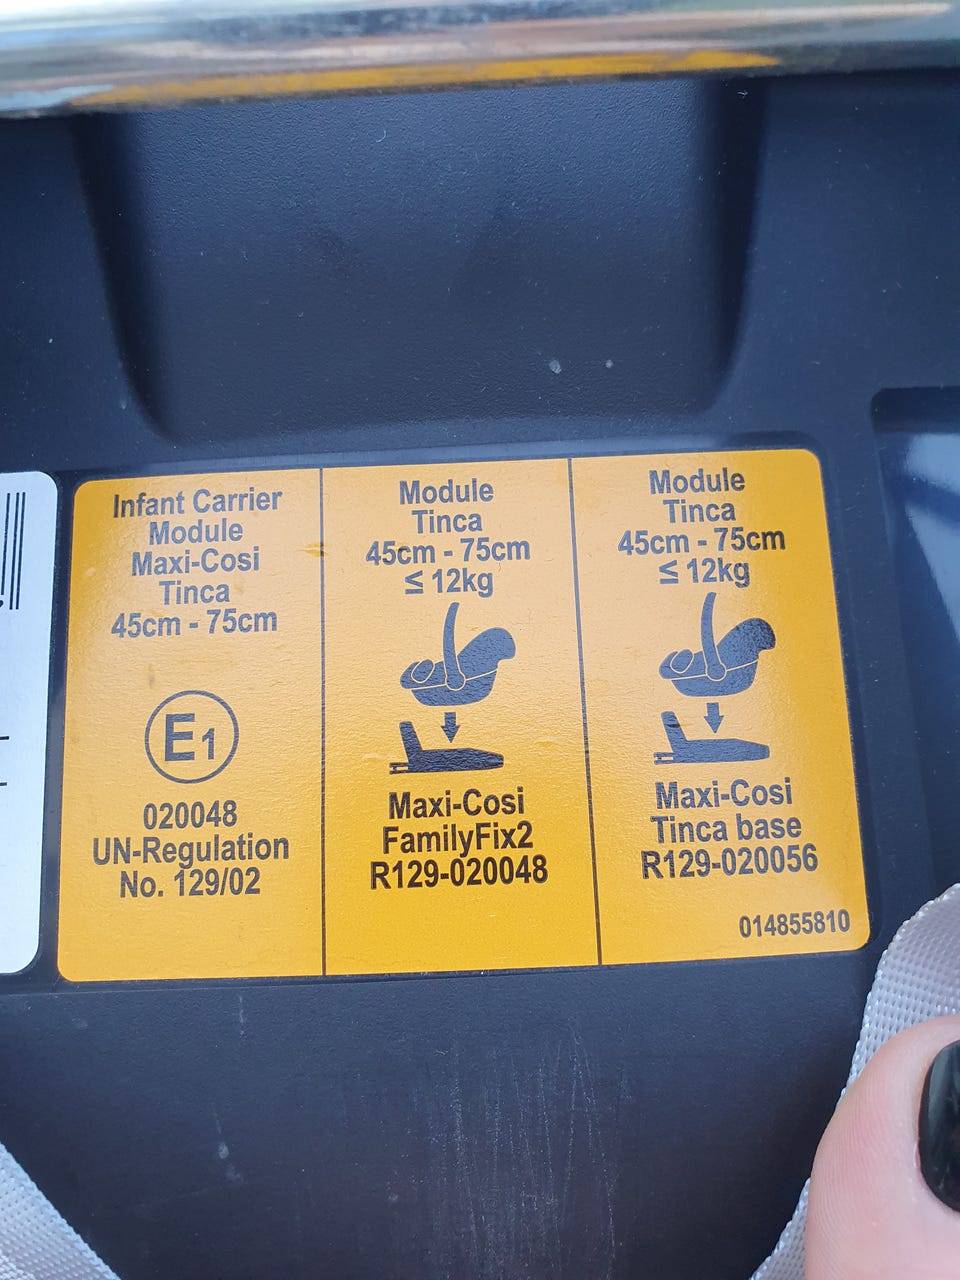 Infant Carrier
Module
Maxi-Cosi
Tinca
45cm - 75cm
E1
020048
UN-Regulation
No. 129/02
Module
Tinca
45cm - 75cm
≤ 12kg
Maxi-Cosi
FamilyFix2
R129-020048
Module
Tinca
45cm - 75cm
≤ 12kg
Maxi-Cosi
Tinca base
R129-020056
014855810